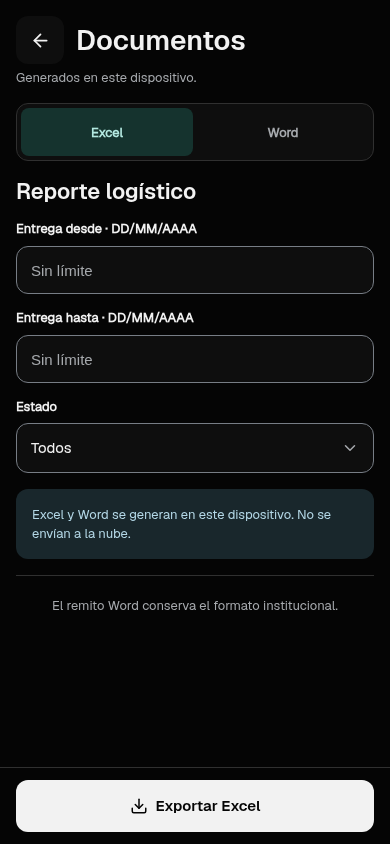 Documentos
Generados en este dispositivo.
Excel
Word
Reporte logístico
Entrega desde · DD/MM/AAAA
Sin límite
Entrega hasta · DD/MM/AAAA
Sin límite
Estado
Todos
Excel y Word se generan en este dispositivo. No se
envían a la nube.
El remito Word conserva el formato institucional.
Exportar Excel